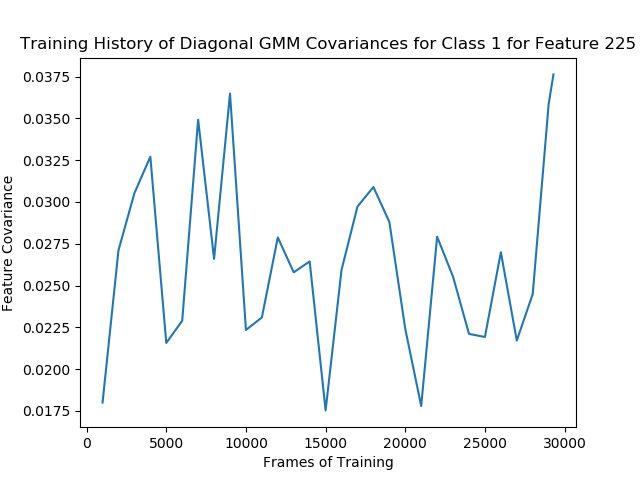 Training History of Diagonal GMM Covariances for Class 1 for Feature 225
0.0375
0.0350
0.0325
0.0300
0.0275
0.0250
0.0225
0.0200
0.0175
Feature Covariance
0 5000 10000 15000 20000 25000 30000
Frames of Training